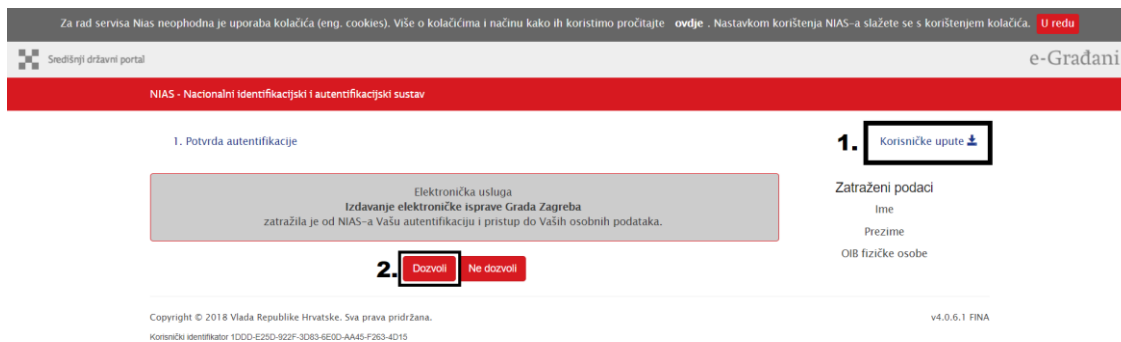 Za rad servisa Nias neophodna je uporaba kolačića (eng. cookies). Više o kolačićima i načinu kako ih koristimo pročitajte ovdje . Nastavkom korištenja NIAS-a slažete se s korištenjem kolačića. U redu
Središnji državni portal
e-Građani
NIAS - Nacionalni identifikacijski i autentifikacijski sustav
1. Potvrda autentifikacije
1. Korisničke upute
Elektronička usluga
Izdavanje elektroničke isprave Grada Zagreba
zatražila je od NIAS-a Vašu autentifikaciju i pristup do Vaših osobnih podataka.
Zatraženi podaci
Ime
Prezime
OIB fizičke osobe
2. Dozvoli Ne dozvoli
Copyright © 2018 Vlada Republike Hrvatske. Sva prava pridržana.
v4.0.6.1 FINA
Korisnički identifikator 1DDD-E25D-922F-3D83-6E0D-AA45-F263-4D15